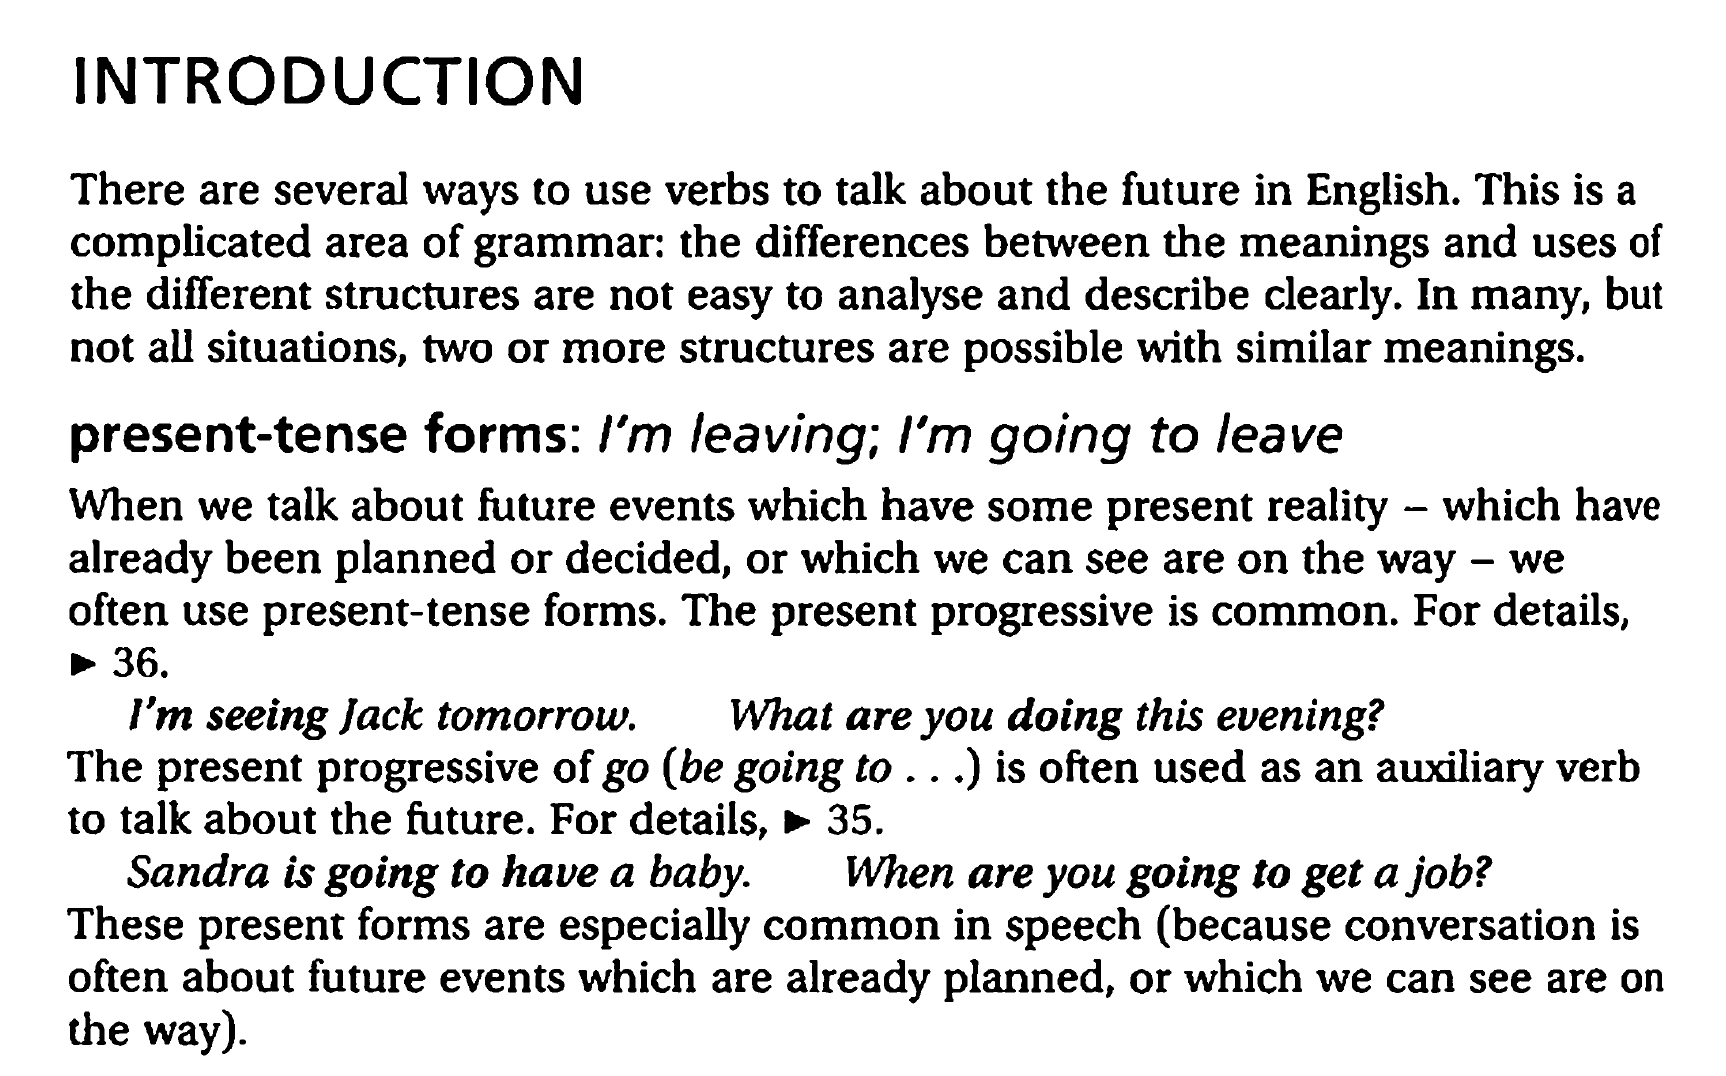 INTRODUCTION
There are several ways to use verbs to talk about the future in English. This is a
complicated area of grammar: the differences between the meanings and uses of
the different structures are not easy to analyse and describe clearly. In many, but
not all situations, two or more structures are possible with similar meanings.
present-tense forms: I'm leaving; I'm going to leave
When we talk about future events which have some present reality – which have
already been planned or decided, or which we can see are on the way – we
often use present-tense forms. The present progressive is common. For details,
► 36.
I'm seeing Jack tomorrow. What are you doing this evening?
The present progressive of go (be going to . . .) is often used as an auxiliary verb
to talk about the future. For details, ► 35.
Sandra is going to have a baby. When are you going to get a job?
These present forms are especially common in speech (because conversation is
often about future events which are already planned, or which we can see are on
the way).